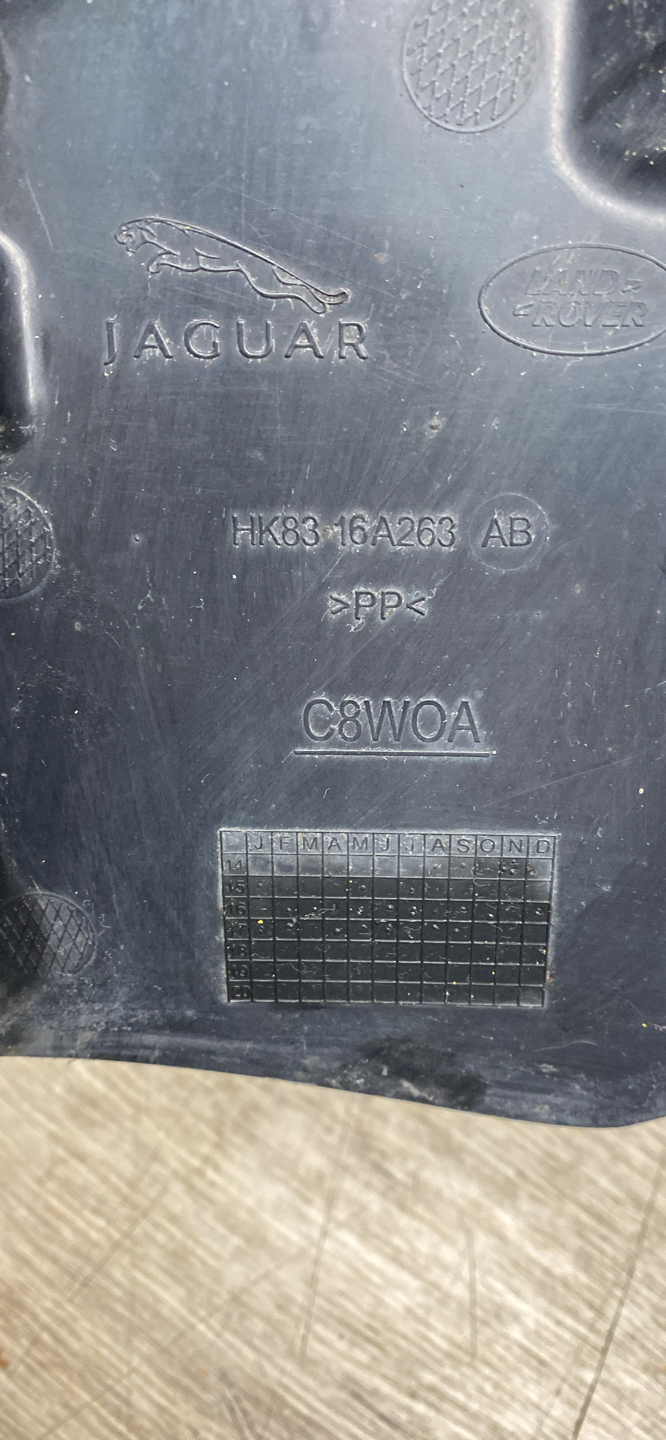 JAGUAR
LAND
ROVER
HK83 16A263 AB
>PP<
C8WOA
J F M A M J J A S O N D
14
15
16
17
18
19
20